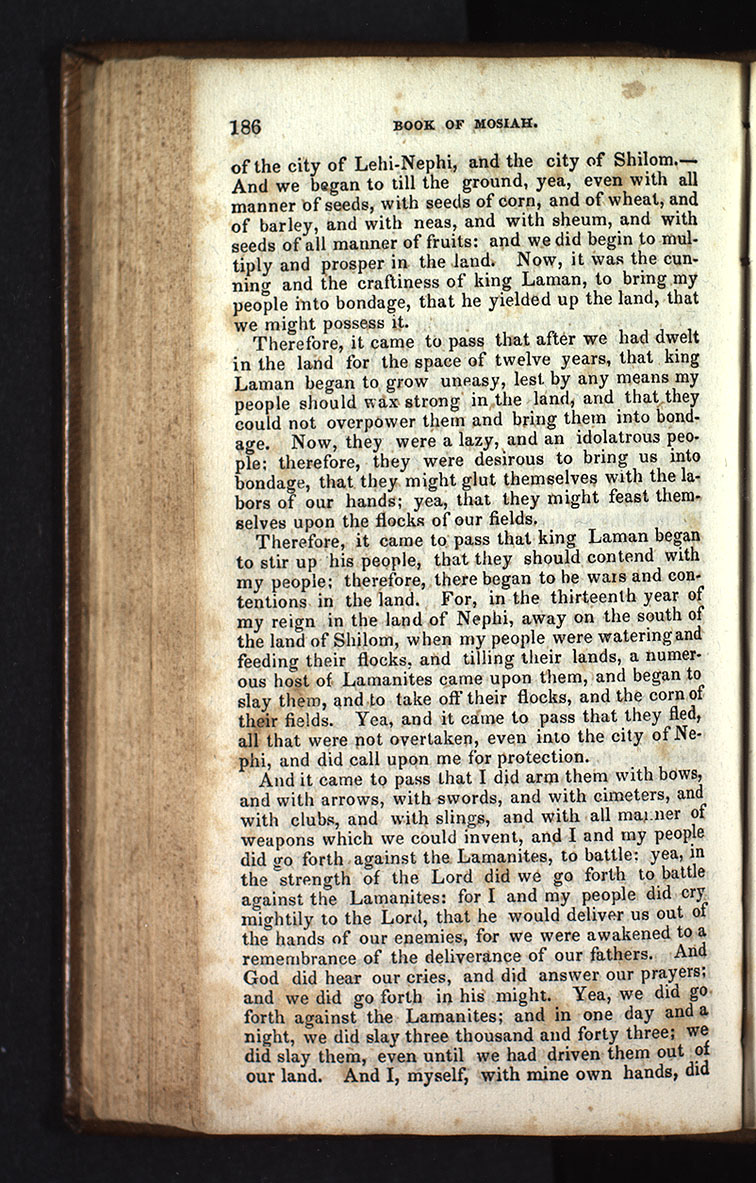 186 BOOK OF MOSIAH.
of the city of Lehi-Nephi, and the city of Shilom.—
And we began to till the ground, yea, even with all
manner of seeds, with seeds of corn, and of wheat, and
of barley, and with neas, and with sheum, and with
seeds of all manner of fruits: and we did begin to mul-
tiply and prosper in the land. Now, it was the cun-
ning and the craftiness of king Laman, to bring my
people into bondage, that he yielded up the land, that
we might possess it.
Therefore, it came to pass that after we had dwelt
in the land for the space of twelve years, that king
Laman began to grow uneasy, lest by any means my
people should wax strong in the land, and that they
could not overpower them and bring them into bond-
age. Now, they were a lazy, and an idolatrous peo-
ple: therefore, they were desirous to bring us into
bondage, that they might glut themselves with the la-
bors of our hands; yea, that they might feast them-
selves upon the flocks of our fields.
Therefore, it came to pass that king Laman began
to stir up his people, that they should contend with
my people; therefore, there began to be wars and con-
tentions in the land. For, in the thirteenth year of
my reign in the land of Nephi, away on the south of
the land of Shilom, when my people were watering and
feeding their flocks, and tilling their lands, a numer-
ous host of Lamanites came upon them, and began to
slay them, and to take off their flocks, and the corn of
their fields. Yea, and it came to pass that they fled,
all that were not overtaken, even into the city of Ne-
phi, and did call upon me for protection.
And it came to pass that I did arm them with bows,
and with arrows, with swords, and with cimeters, and
with clubs, and with slings, and with all manner of
weapons which we could invent, and I and my people
did go forth against the Lamanites, to battle: yea, in
the strength of the Lord did we go forth to battle
against the Lamanites: for I and my people did cry
mightily to the Lord, that he would deliver us out of
the hands of our enemies, for we were awakened to a
remembrance of the deliverance of our fathers. And
God did hear our cries, and did answer our prayers;
and we did go forth in his might. Yea, we did go
forth against the Lamanites; and in one day and a
night, we did slay three thousand and forty three; we
did slay them, even until we had driven them out of
our land. And I, myself, with mine own hands, did